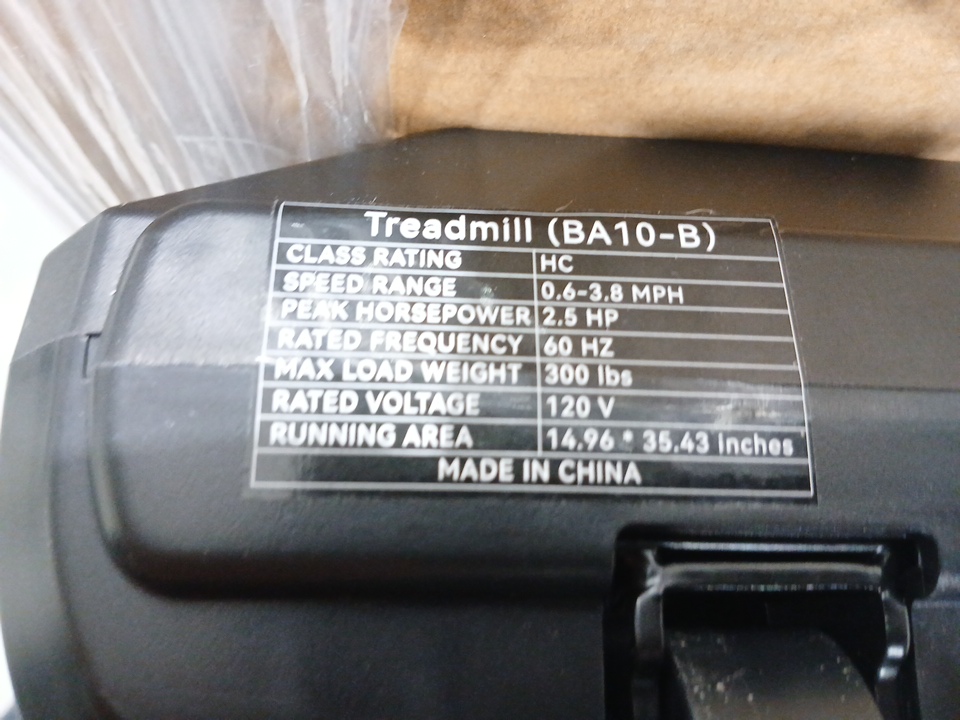 Treadmill (BA10-B)
CLASS RATING HC
SPEED RANGE 0.6-3.8 MPH
PEAK HORSEPOWER 2.5 HP
RATED FREQUENCY 60 HZ
MAX LOAD WEIGHT 300 lbs
RATED VOLTAGE 120 V
RUNNING AREA 14.96 * 35.43 inches
MADE IN CHINA